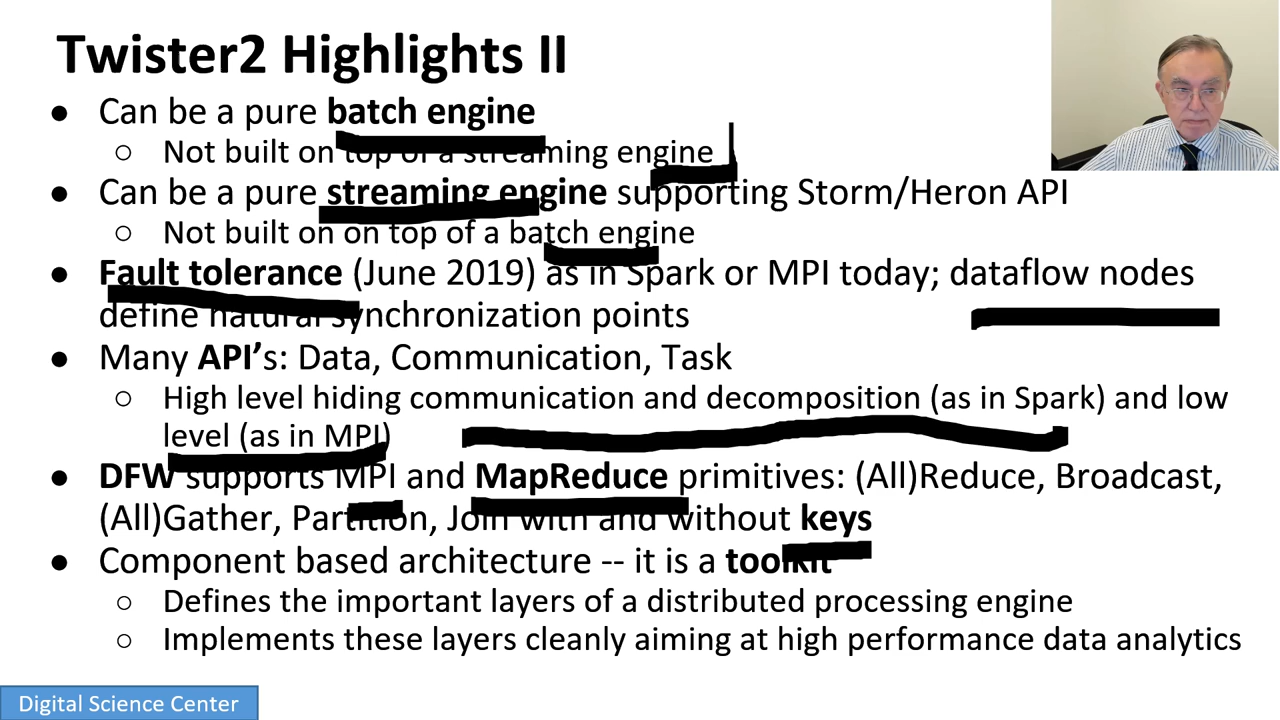 Twister2 Highlights II
● Can be a pure batch engine
○ Not built on top of a streaming engine
● Can be a pure streaming engine supporting Storm/Heron API
○ Not built on on top of a batch engine
● Fault tolerance (June 2019) as in Spark or MPI today; dataflow nodes
define natural synchronization points
● Many API’s: Data, Communication, Task
○ High level hiding communication and decomposition (as in Spark) and low
level (as in MPI)
● DFW supports MPI and MapReduce primitives: (All)Reduce, Broadcast,
(All)Gather, Partition, Join with and without keys
● Component based architecture -- it is a toolkit
○ Defines the important layers of a distributed processing engine
○ Implements these layers cleanly aiming at high performance data analytics
Digital Science Center